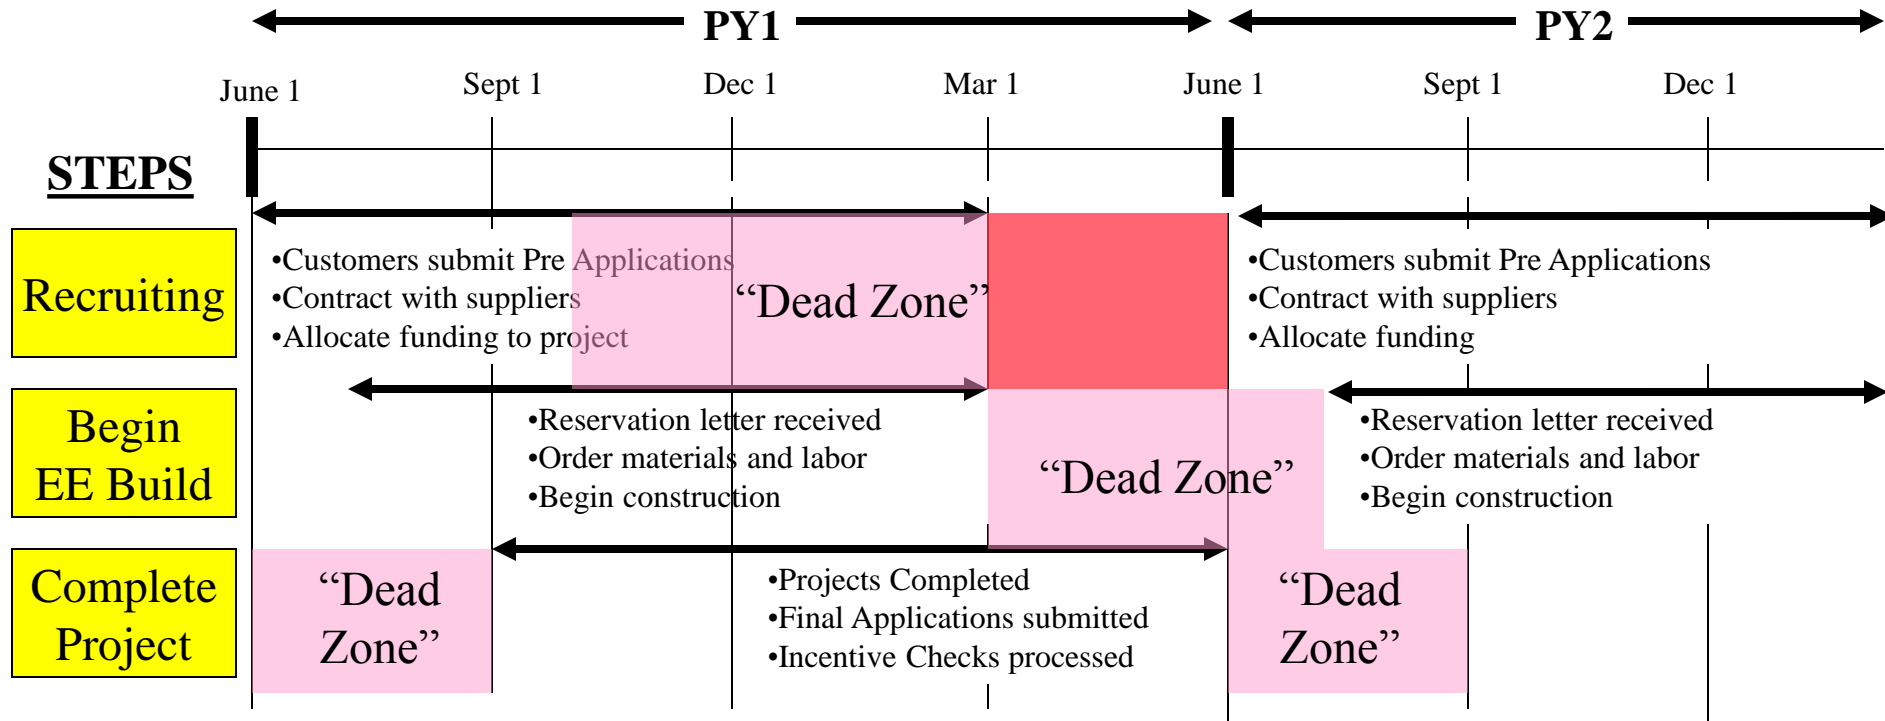 PY1
PY2
June 1
Sept 1
Dec 1
Mar 1
June 1
Sept 1
Dec 1
STEPS
Recruiting
•Customers submit Pre Applications
•Contract with suppliers
•Allocate funding to project
“Dead Zone”
•Customers submit Pre Applications
•Contract with suppliers
•Allocate funding
Begin
EE Build
•Reservation letter received
•Order materials and labor
•Begin construction
“Dead Zone”
•Reservation letter received
•Order materials and labor
•Begin construction
Complete
Project
“Dead
Zone”
•Projects Completed
•Final Applications submitted
•Incentive Checks processed
“Dead
Zone”